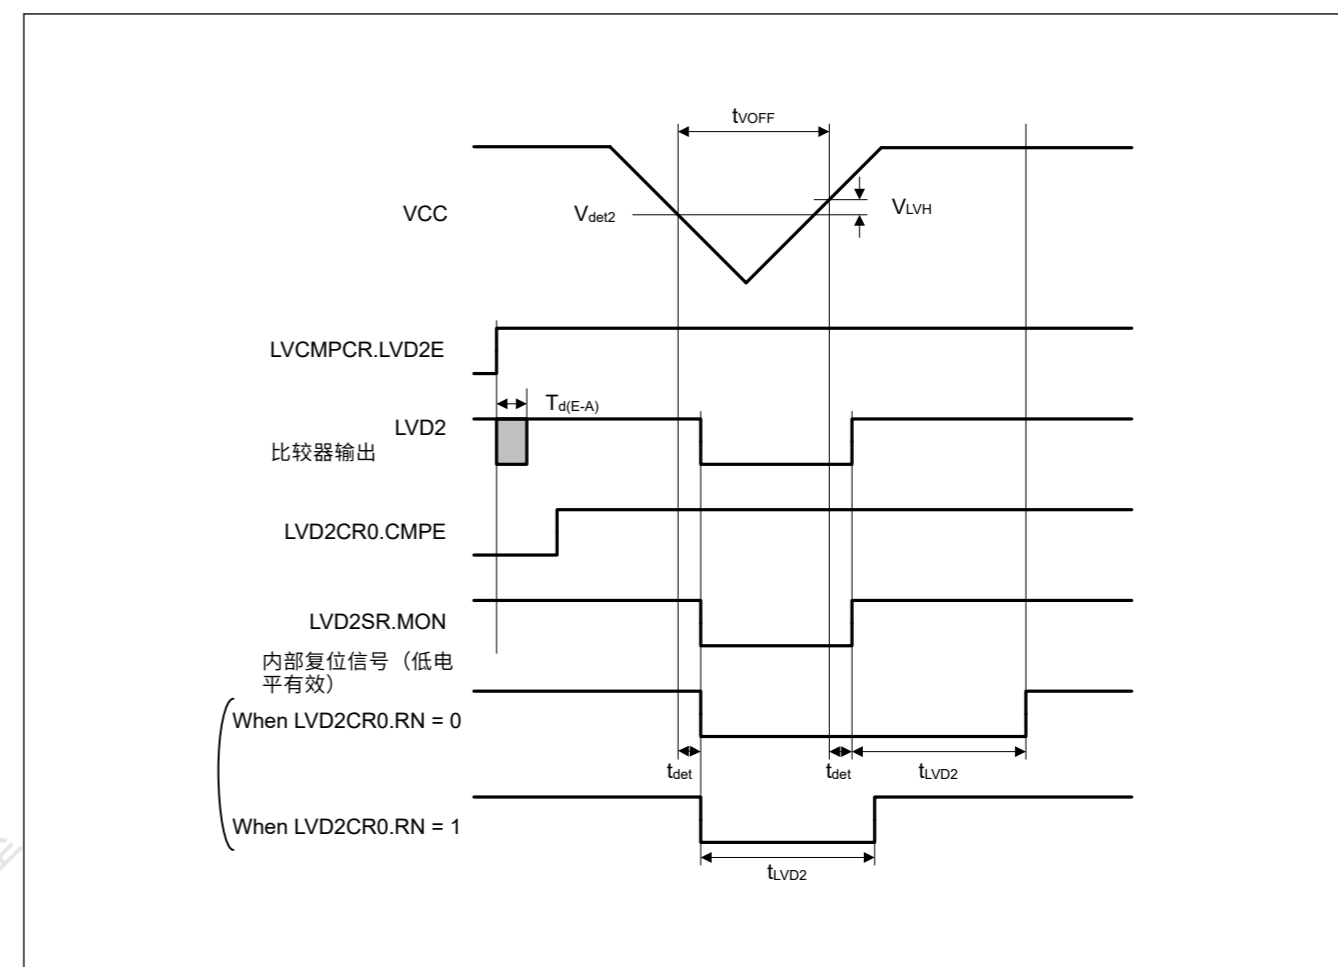 tVOFF
VCC
Vdet2
VLVH
LVCMPCR.LVD2E
Td(E-A)
LVD2
比较器输出
LVD2CR0.CMPE
LVD2SR.MON
内部复位信号（低电
平有效）
When LVD2CR0.RN = 0
tdet
tdet
tLVD2
When LVD2CR0.RN = 1
tLVD2